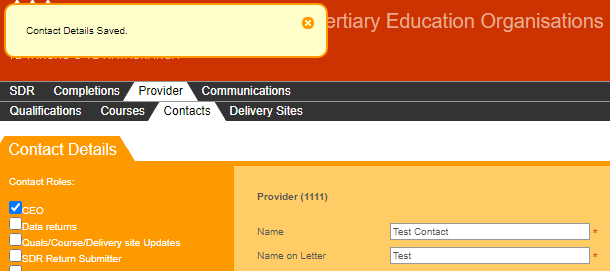 Contact Details Saved.
ertiary Education Organisations
SDR Completions Provider Communications
Qualifications Courses Contacts Delivery Sites
Contact Details
Contact Roles:
CEO
Data returns
Quals/Course/Delivery site Updates
SDR Return Submitter
Provider (1111)
Name Test Contact *
Name on Letter Test *